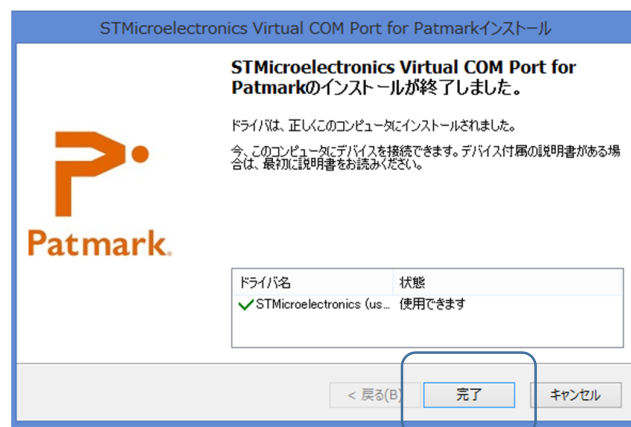 STMicroelectronics Virtual COM Port for Patmarkインストール
STMicroelectronics Virtual COM Port for
Patmarkのインストールが終了しました。
ドライバは、正しくこのコンピュータにインストールされました。
今、このコンピュータにデバイスを接続できます。デバイス付属の説明書がある場
合は、最初に説明書をお読みください。
Patmark.
ドライバ名 状態
STMicroelectronics (us... 使用できます
< 戻る(B) 完了 キャンセル